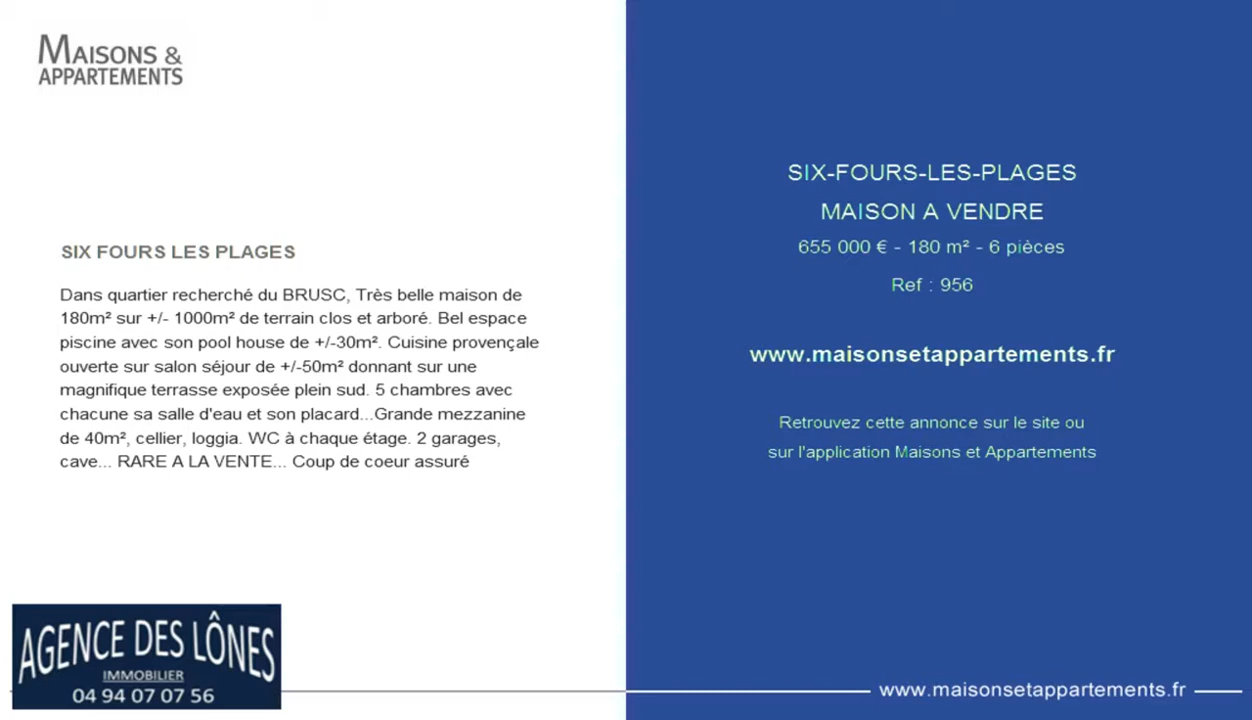 MAISONS &
APPARTEMENTS
SIX FOURS LES PLAGES
Dans quartier recherché du BRUSC, Très belle maison de
180m² sur +/- 1000m² de terrain clos et arboré. Bel espace
piscine avec son pool house de +/-30m². Cuisine provençale
ouverte sur salon séjour de +/-50m² donnant sur une
magnifique terrasse exposée plein sud. 5 chambres avec
chacune sa salle d'eau et son placard...Grande mezzanine
de 40m², cellier, loggia. WC à chaque étage. 2 garages,
cave... RARE A LA VENTE... Coup de coeur assuré
AGENCE DES LÔNES
IMMOBILIER
04 94 07 07 56
SIX-FOURS-LES-PLAGES
MAISON A VENDRE
655 000 € - 180 m² - 6 pièces
Ref : 956
www.maisonsetappartements.fr
Retrouvez cette annonce sur le site ou
sur l'application Maisons et Appartements
www.maisonsetappartements.fr